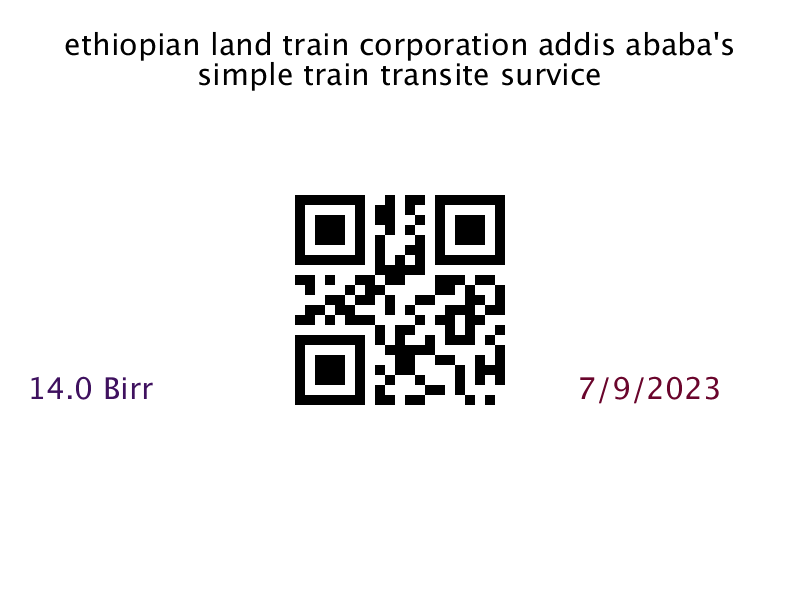 ethiopian land train corporation addis ababa's
simple train transite survice
14.0 Birr
7/9/2023